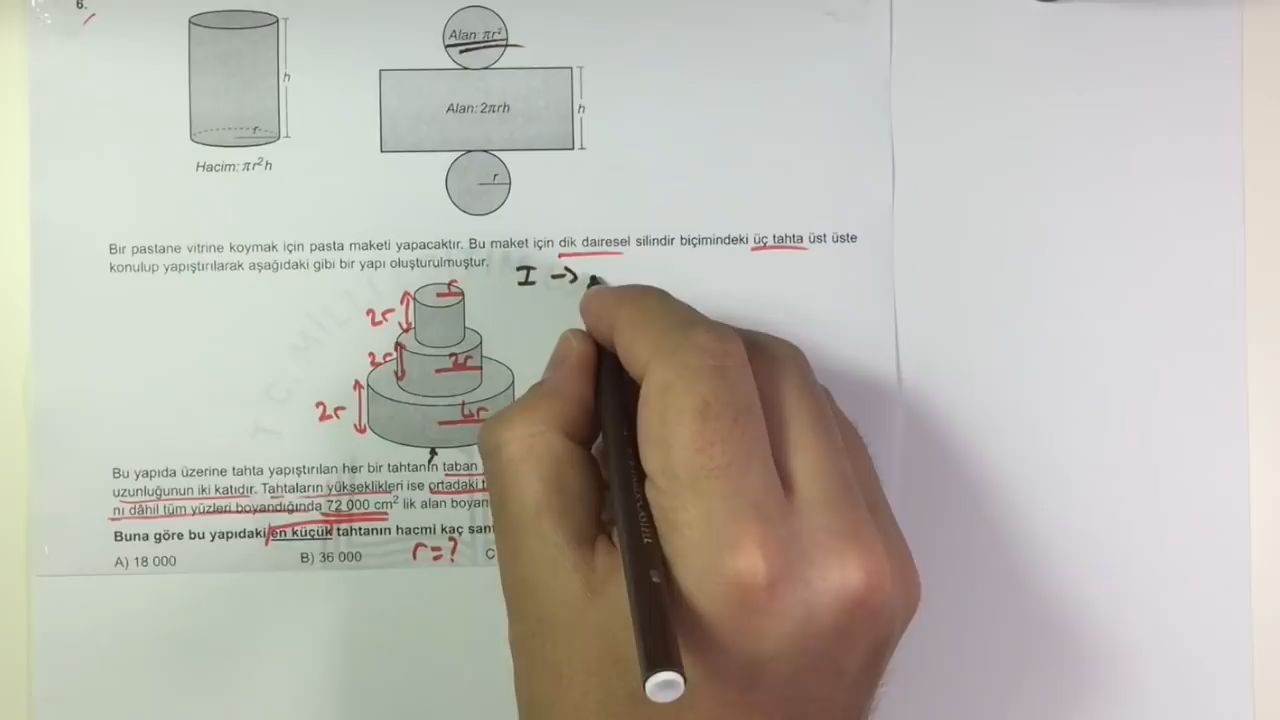 6.
h
r
Hacim: πr²h
Alan: πr²
Alan: 2πrh
h
r
Bir pastane vitrine koymak için pasta maketi yapacaktır. Bu maket için dik dairesel silindir biçimindeki üç tahta üst üste
konulup yapıştırılarak aşağıdaki gibi bir yapı oluşturulmuştur.
I →
r
2r
2r
2r
2r
4r
Bu yapıda üzerine tahta yapıştırılan her bir tahtanın taban
uzunluğunun iki katıdır. Tahtaların yükseklikleri ise ortadaki
nı dâhil tüm yüzleri boyandığında 72 000 cm² lik alan boyan
Buna göre bu yapıdaki en küçük tahtanın hacmi kaç
A) 18 000
B) 36 000
r=?
C